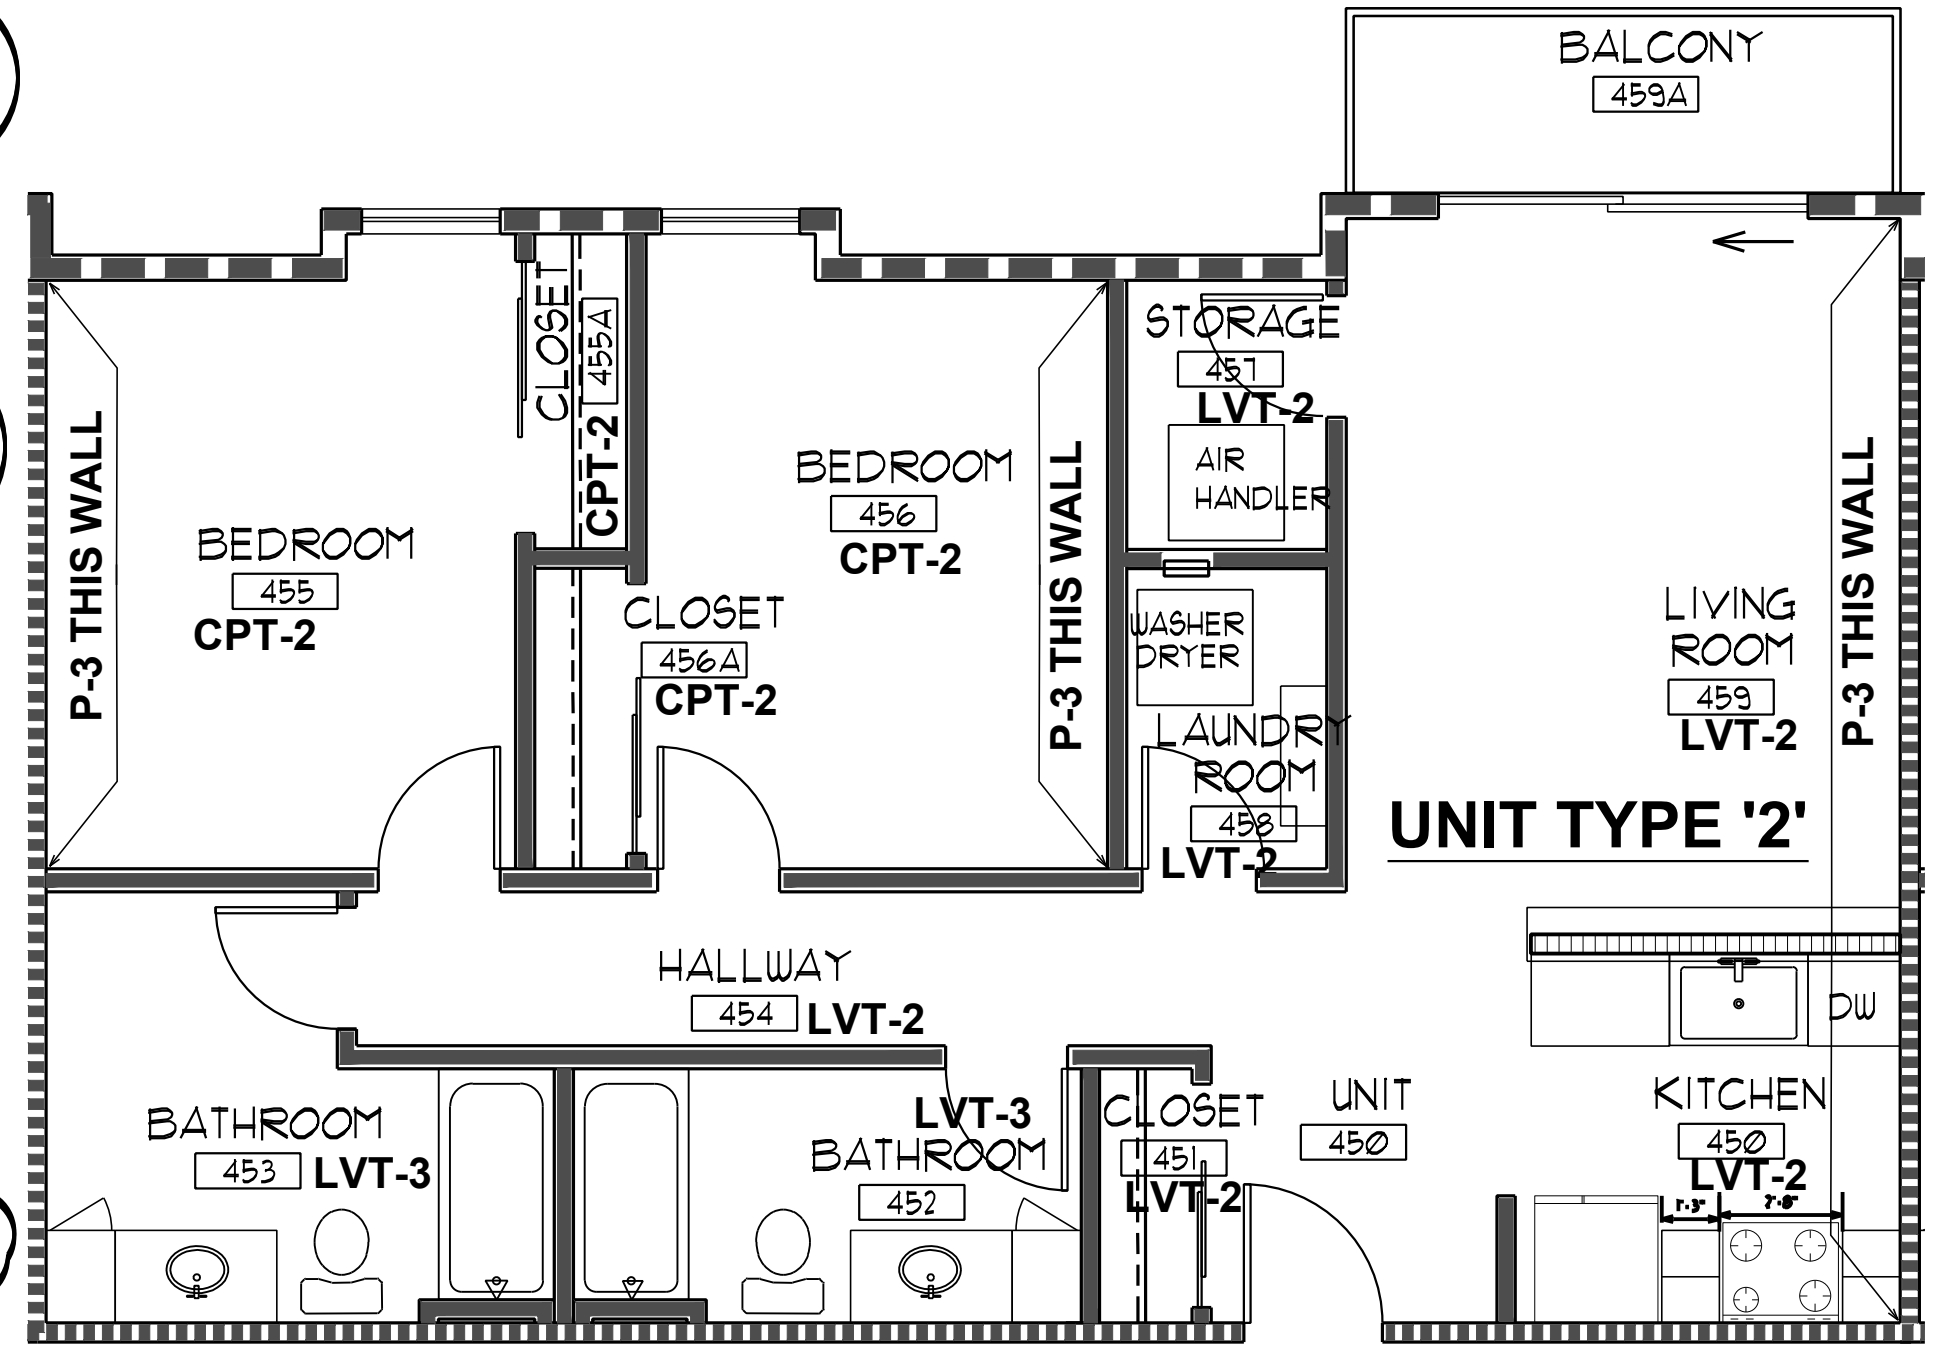 BALCONY
459A
CLOSET
455A
CPT-2
STORAGE
457
LVT-2
AIR
HANDLER
P-3 THIS WALL
BEDROOM
455
CPT-2
BEDROOM
456
CPT-2
P-3 THIS WALL
CLOSET
456A
CPT-2
WASHER
DRYER
LAUNDRY
ROOM
458
LVT-2
LIVING
ROOM
459
LVT-2
P-3 THIS WALL
UNIT TYPE '2'
HALLWAY
454 LVT-2
DW
BATHROOM
453 LVT-3
LVT-3
BATHROOM
452
CLOSET
451
LVT-2
UNIT
450
KITCHEN
450
LVT-2